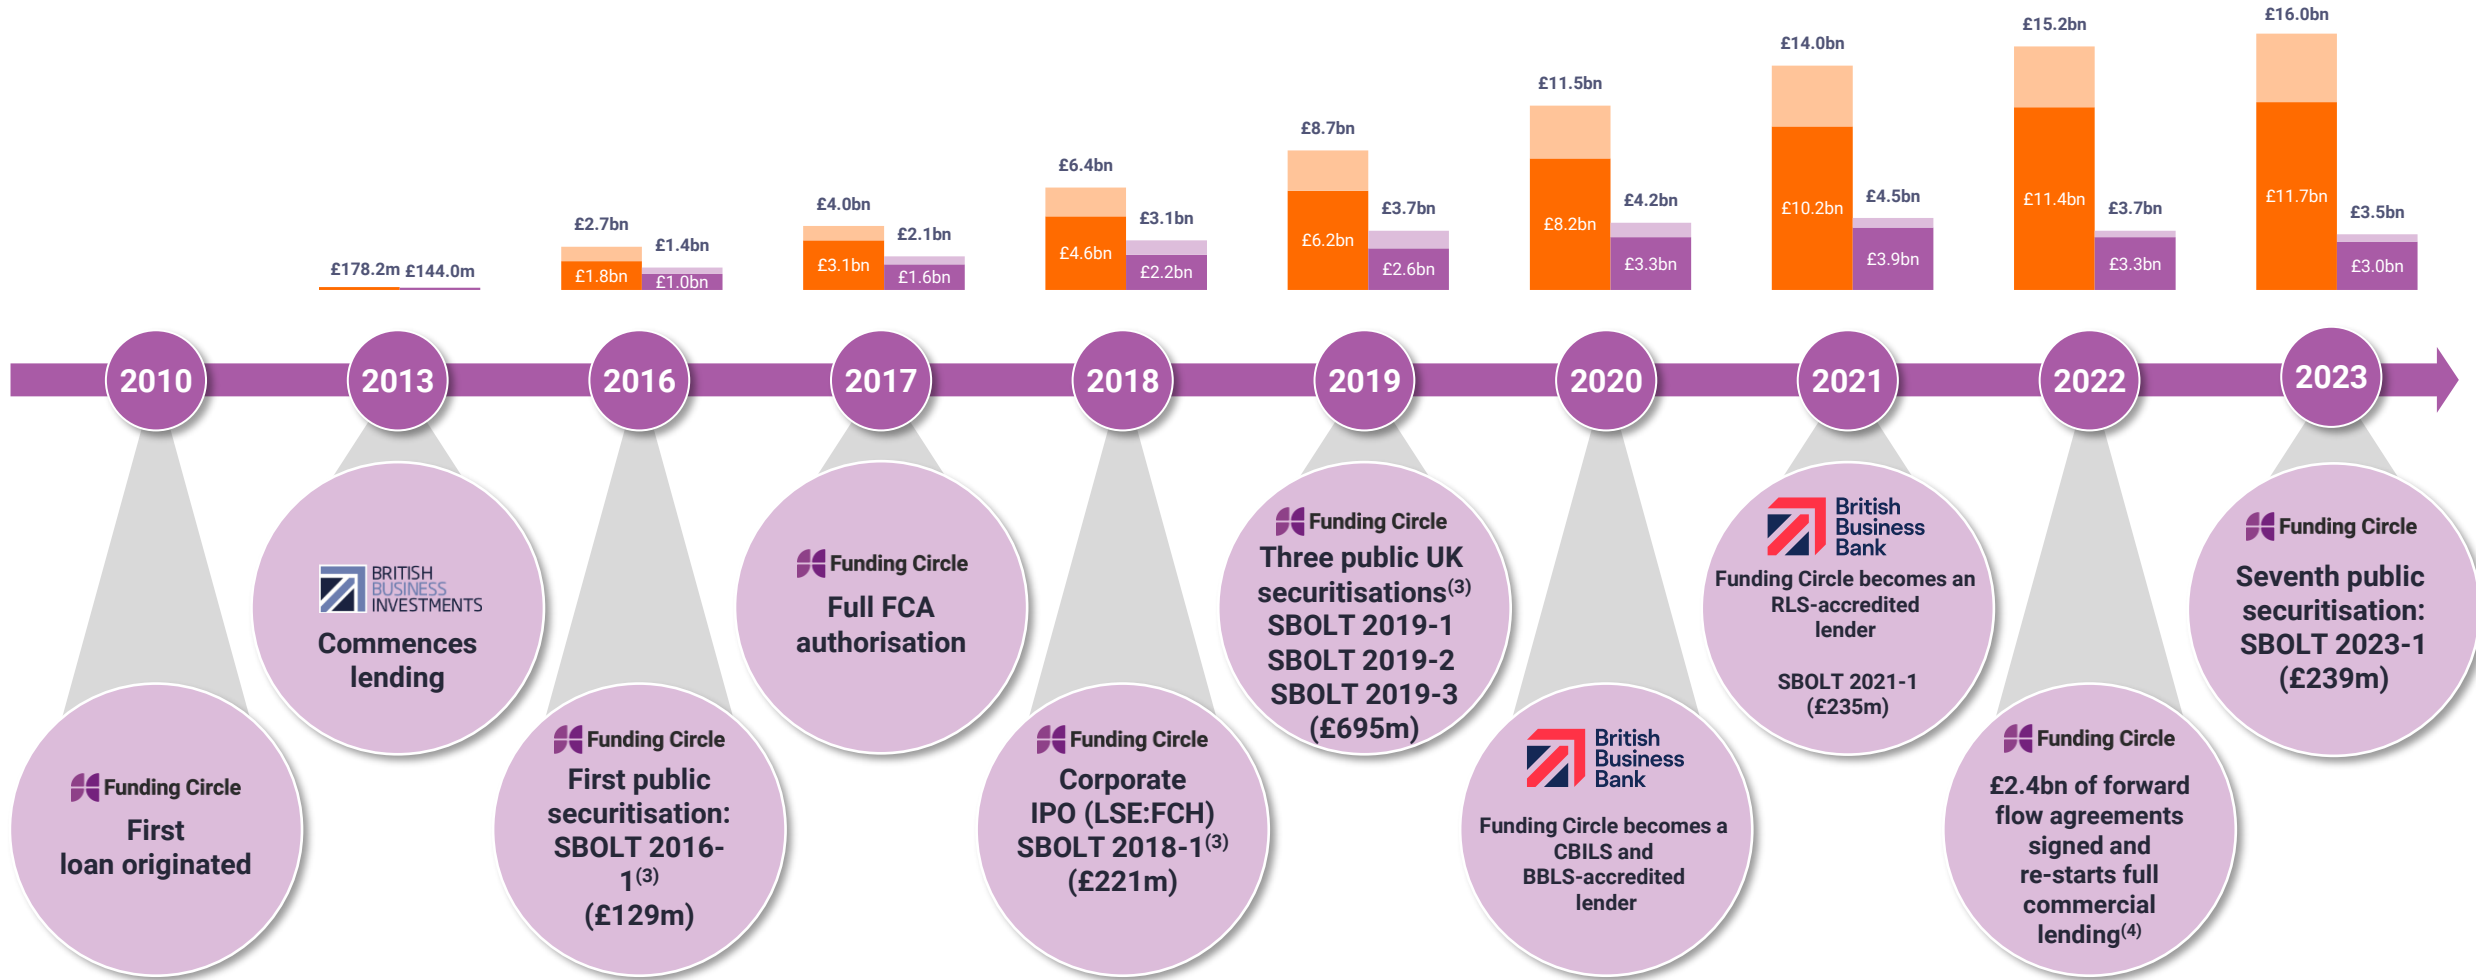 £178.2m £144.0m
£2.7bn
£1.8bn
£1.4bn
£1.0bn
£4.0bn
£3.1bn
£2.1bn
£1.6bn
£6.4bn
£4.6bn
£3.1bn
£2.2bn
£8.7bn
£6.2bn
£3.7bn
£2.6bn
£11.5bn
£8.2bn
£4.2bn
£3.3bn
£14.0bn
£10.2bn
£4.5bn
£3.9bn
£15.2bn
£11.4bn
£3.7bn
£3.3bn
£16.0bn
£11.7bn
£3.5bn
£3.0bn
2010
2013
2016
2017
2018
2019
2020
2021
2022
2023
Funding Circle
First
loan originated
BRITISH
BUSINESS
INVESTMENTS
Commences
lending
Funding Circle
First public
securitisation:
SBOLT 2016-
1(3)
(£129m)
Funding Circle
Full FCA
authorisation
Funding Circle
Corporate
IPO (LSE:FCH)
SBOLT 2018-1(3)
(£221m)
Funding Circle
Three public UK
securitisations(3)
SBOLT 2019-1
SBOLT 2019-2
SBOLT 2019-3
(£695m)
British
Business
Bank
Funding Circle becomes a
CBILS and
BBLS-accredited
lender
British
Business
Bank
Funding Circle becomes an
RLS-accredited
lender
SBOLT 2021-1
(£235m)
Funding Circle
£2.4bn of forward
flow agreements
signed and
re-starts full
commercial
lending(4)
Funding Circle
Seventh public
securitisation:
SBOLT 2023-1
(£239m)